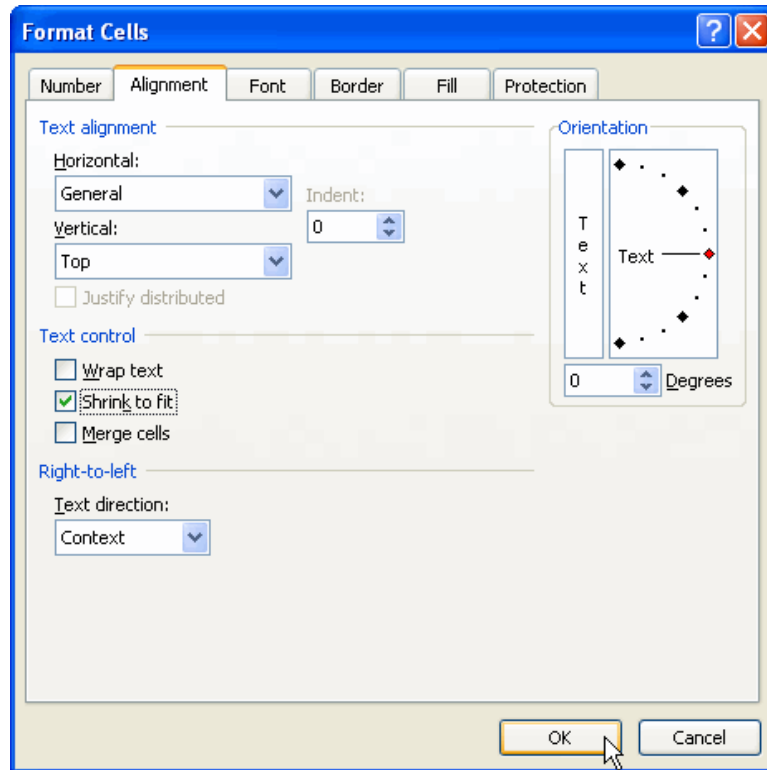 Format Cells
?
Number Alignment Font Border Fill Protection
Text alignment
Horizontal:
General
Indent:
0
Vertical:
Top
Justify distributed
Text control
Wrap text
Shrink to fit
Merge cells
Right-to-left
Text direction:
Context
Orientation
T
e
x
t
Text
0 Degrees
OK Cancel